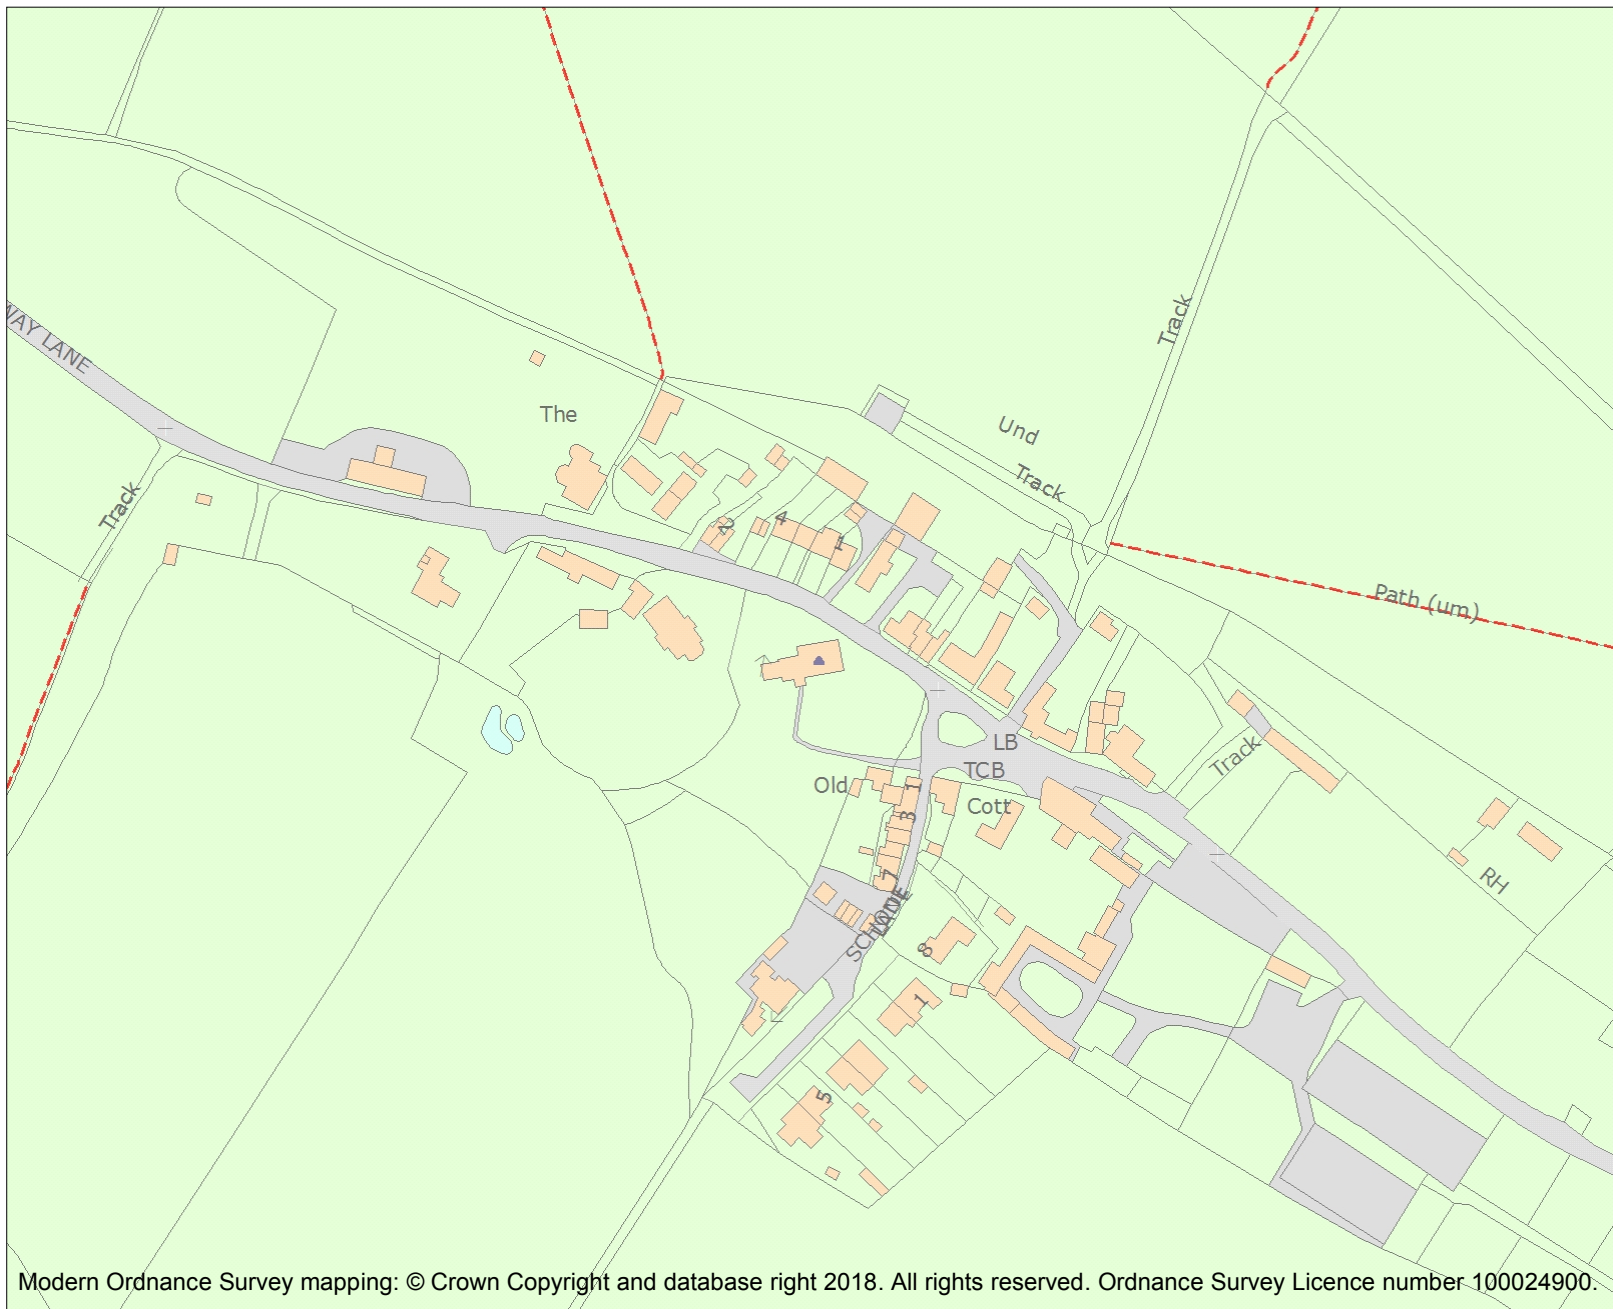 Track
WAY LANE
The
Und
Track
Track
2
4
1
Path (um)
LB
TCB
Old
1
Cott
Track
3
7
RH
SCHOOL
LANE
8
1
5
Modern Ordnance Survey mapping: © Crown Copyright and database right 2018. All rights reserved. Ordnance Survey Licence number 100024900.